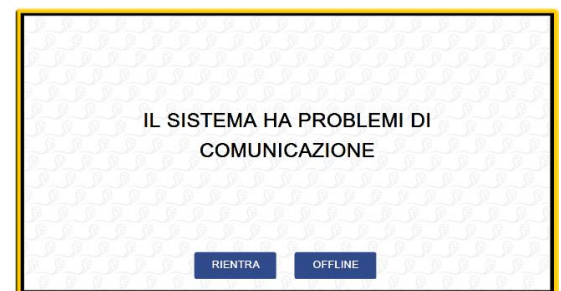 IL SISTEMA HA PROBLEMI DI
COMUNICAZIONE
RIENTRA OFFLINE